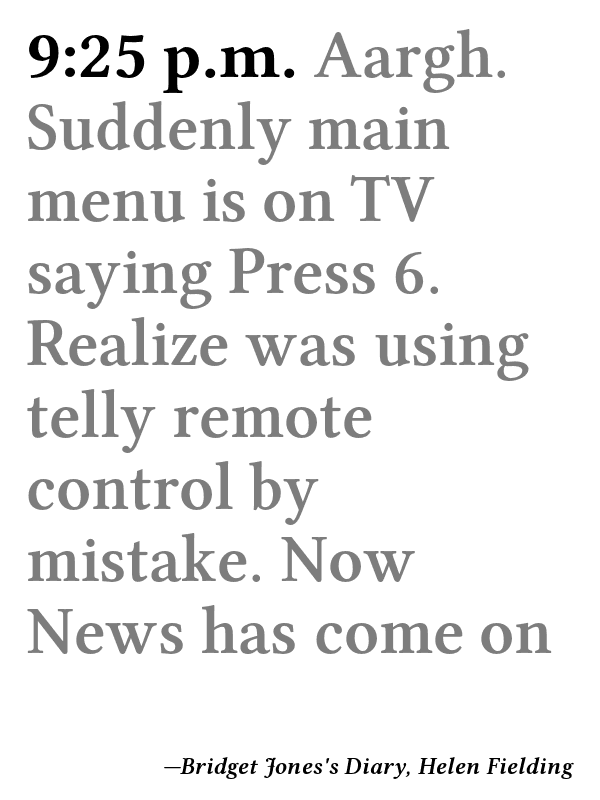 9:25 p.m. Aargh.
Suddenly main
menu is on TV
saying Press 6.
Realize was using
telly remote
control by
mistake. Now
News has come on
—Bridget Jones's Diary, Helen Fielding